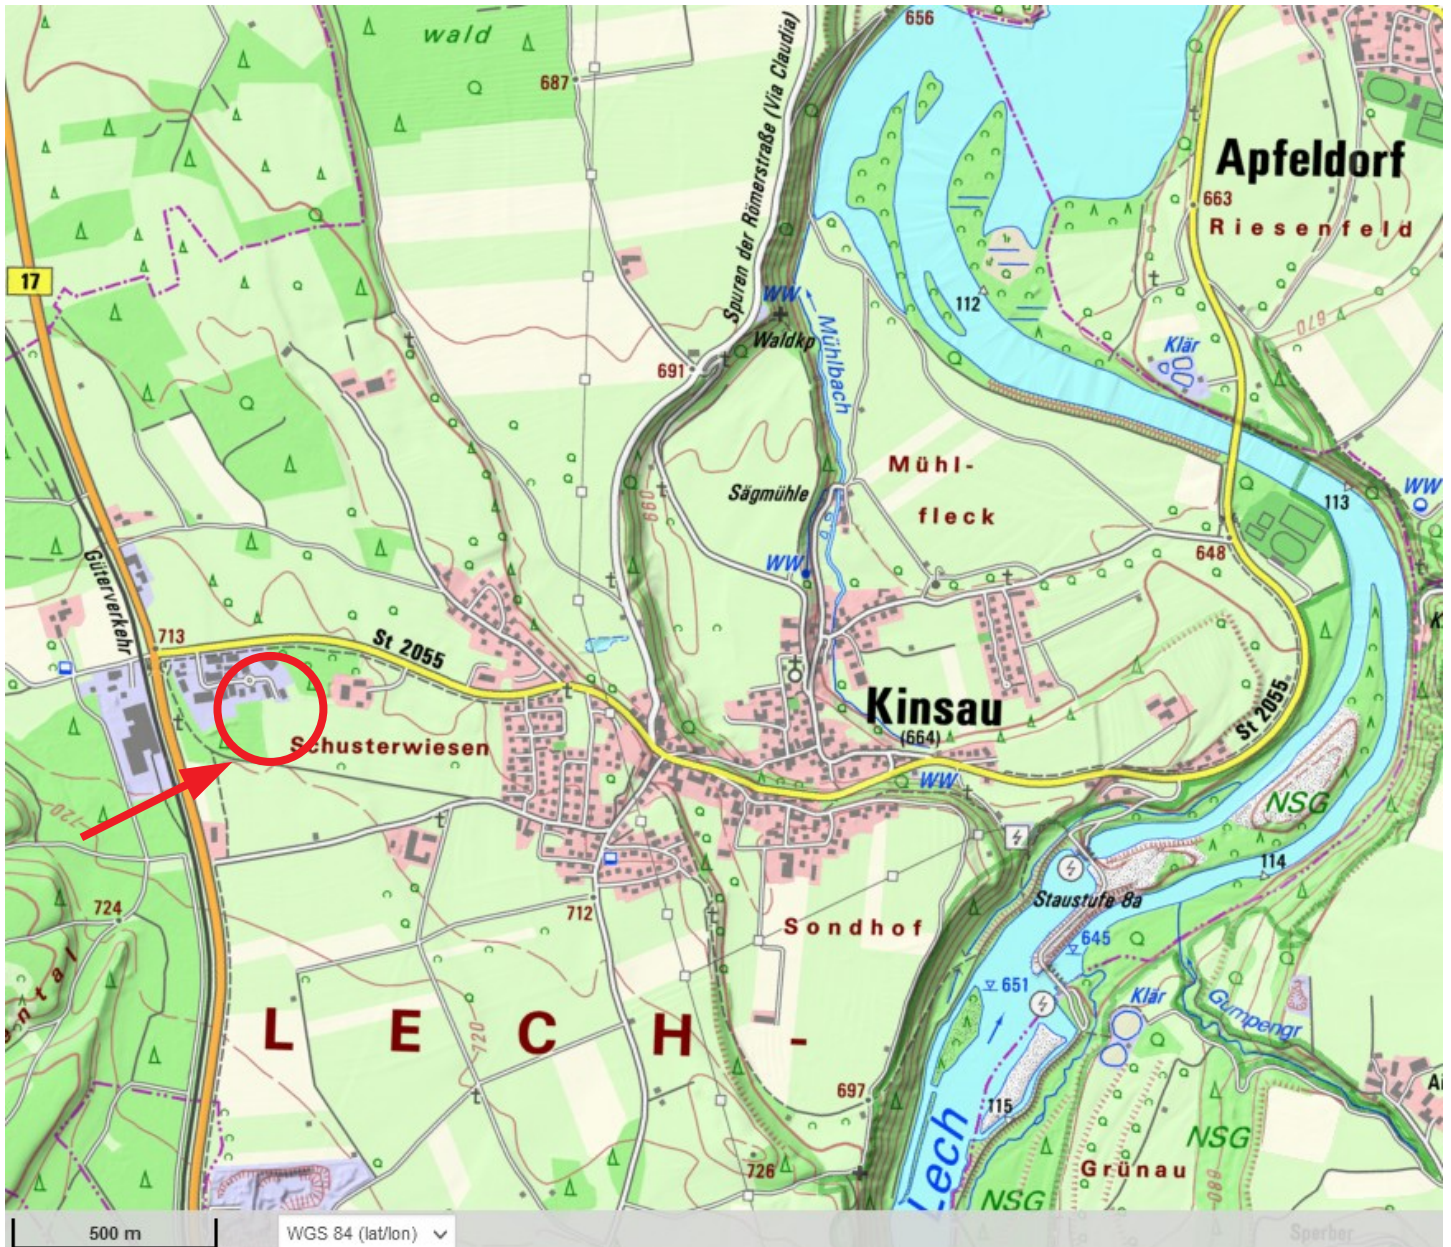 656
wald
687
Spuren der Römerstraße (Via Claudia)
Apfeldorf
663
Riesenfeld
17
WW
112
Waldkp
Mühlbach
670
Klär
691
Mühl-
fleck
Sägmühle
660
113
WW
648
Güterverkehr
WW
713
St 2055
Kinsau
(664)
St 2055
Schusterwiesen
WW
NSG
720
114
Staustufe 8a
724
712
Sondhof
645
651
Klär
Gumpengr
LECH-
720
697
115
Lech
NSG
726
Grünau
680
NSG
500 m
WGS 84 (lat/lon)
Sperber